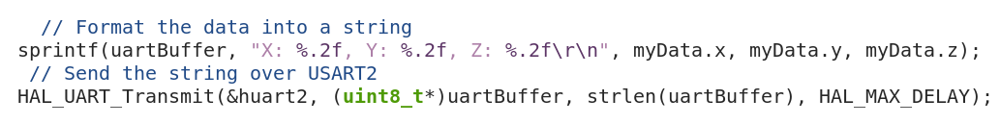 // Format the data into a string
sprintf(uartBuffer, "X: %.2f, Y: %.2f, Z: %.2f\r\n", myData.x, myData.y, myData.z);
// Send the string over USART2
HAL_UART_Transmit(&huart2, (uint8_t*)uartBuffer, strlen(uartBuffer), HAL_MAX_DELAY);